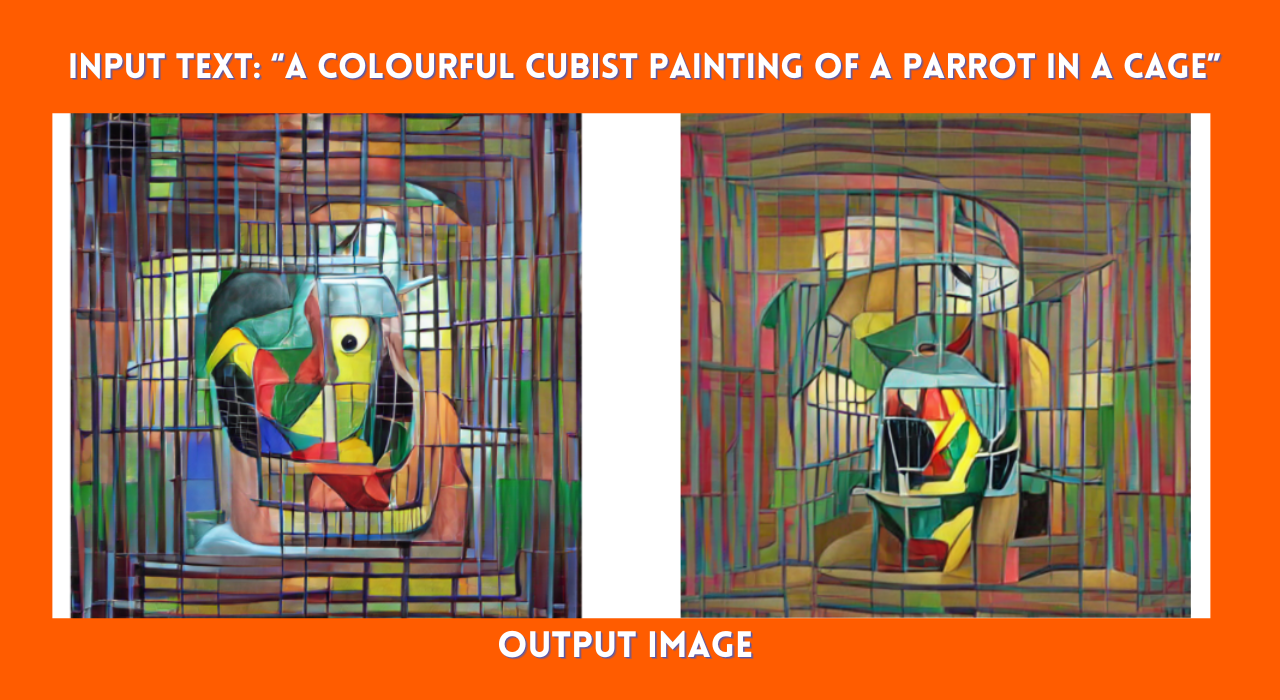 INPUT TEXT: “A COLOURFUL CUBIST PAINTING OF A PARROT IN A CAGE”
OUTPUT IMAGE